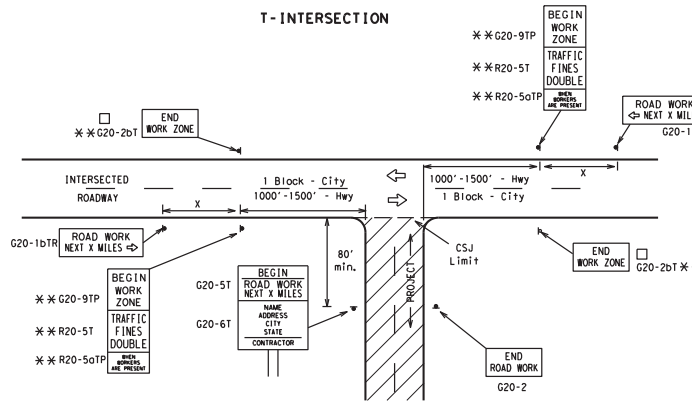 T-INTERSECTION
BEGIN
WORK
ZONE
** G20-9TP
TRAFFIC
FINES
DOUBLE
** R20-5T
WHEN
WORKERS
ARE PRESENT
** R20-5aTP
ROAD WORK
⇦ NEXT X MILES
G20-1
□
** G20-2bT
END
WORK ZONE
INTERSECTED
ROADWAY
1 Block - City
1000'-1500' - Hwy
1000'-1500' - Hwy
1 Block - City
X
X
G20-1bTR
ROAD WORK
NEXT X MILES ⇨
80'
min.
CSJ
Limit
PROJECT
END
WORK ZONE
□
G20-2bT *
BEGIN
WORK
ZONE
** G20-9TP
TRAFFIC
FINES
DOUBLE
** R20-5T
WHEN
WORKERS
ARE PRESENT
** R20-5aTP
G20-5T
BEGIN
ROAD WORK
NEXT X MILES
G20-6T
NAME
ADDRESS
CITY
STATE
CONTRACTOR
END
ROAD WORK
G20-2